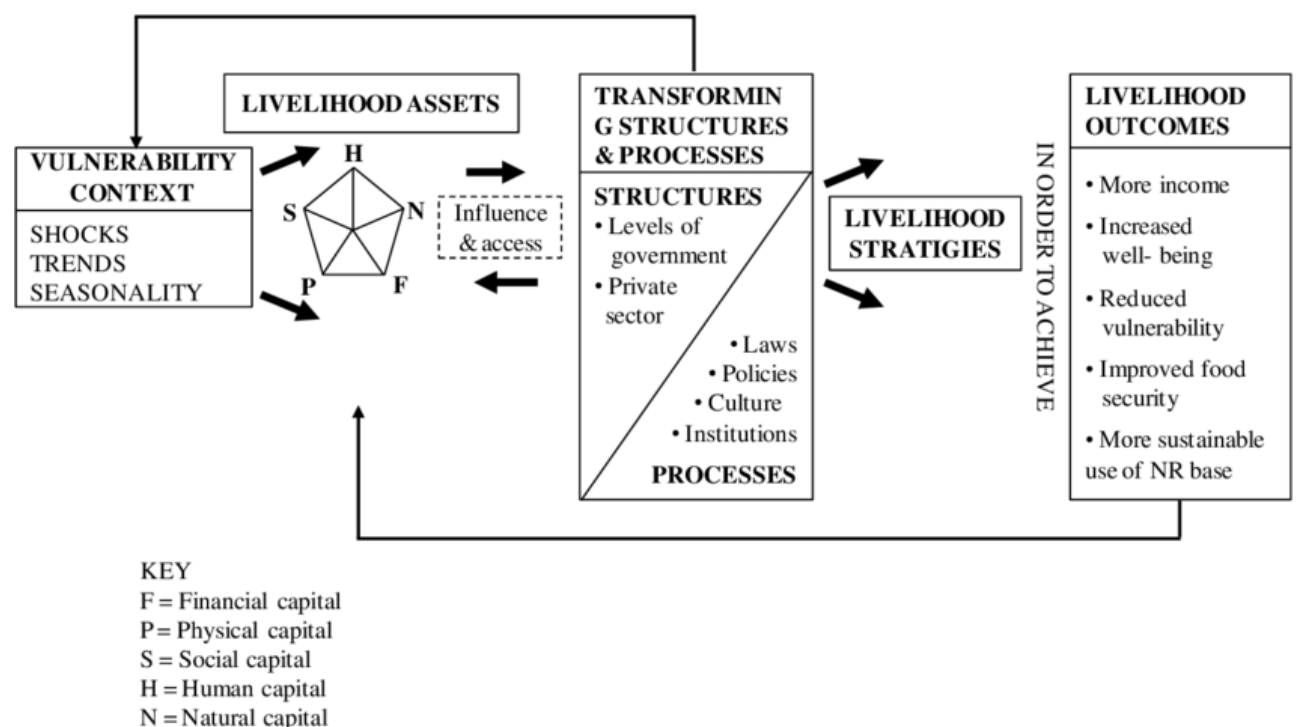 LIVELIHOOD ASSETS
VULNERABILITY
CONTEXT
SHOCKS
TRENDS
SEASONALITY
H
S
N
P
F
Influence
& access
TRANSFORMIN
G STRUCTURES
& PROCESSES
STRUCTURES
• Levels of
government
• Private
sector
• Laws
• Policies
• Culture
• Institutions
PROCESSES
LIVELIHOOD
STRATIGIES
IN ORDER TO ACHIEVE
LIVELIHOOD
OUTCOMES
• More income
• Increased
well- being
• Reduced
vulnerability
• Improved food
security
• More sustainable
use of NR base
KEY
F = Financial capital
P = Physical capital
S = Social capital
H = Human capital
N = Natural capital